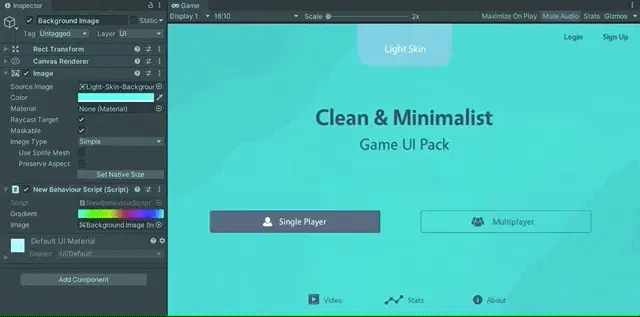 Inspector
Background Image
Static
Tag Untagged Layer UI
Rect Transform
Canvas Renderer
Image
Source Image Light-Skin-Backgrour
Color
Material None (Material)
Raycast Target
Maskable
Image Type Simple
Use Sprite Mesh
Preserve Aspect
Set Native Size
New Behaviour Script (Script)
Script NewBehaviourScript
Gradient
Image Background Image (Im
Default UI Material
Shader UI/Default
Add Component
Game
Display 1 16:10 Scale 2x Maximize On Play Mute Audio Stats Gizmos
Light Skin
Login Sign Up
Clean & Minimalist
Game UI Pack
Single Player
Multiplayer
Video Stats About